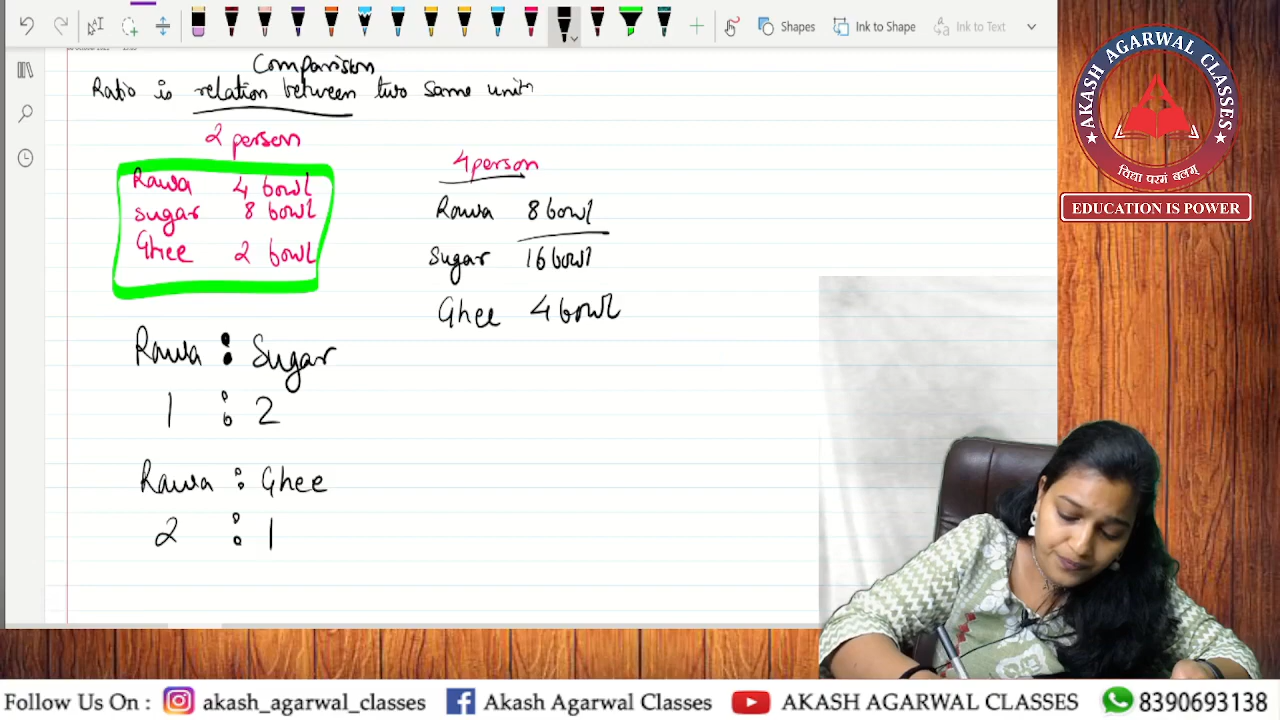 Shapes
Ink to Shape
Ink to Text
Comparision
Ratio is relation between two same unit
2 person
Rawa 4 bowl
Sugar 8 bowl
Ghee 2 bowl
4 person
Rawa 8 bowl
Sugar 16 bowl
Ghee 4 bowl
Rawa : Sugar
1 : 2
Rawa : Ghee
2 : 1
AKASH AGARWAL CLASSES
विद्या परमं बलम्
EDUCATION IS POWER
Follow Us On : akash_agarwal_classes Akash Agarwal Classes AKASH AGARWAL CLASSES 8390693138